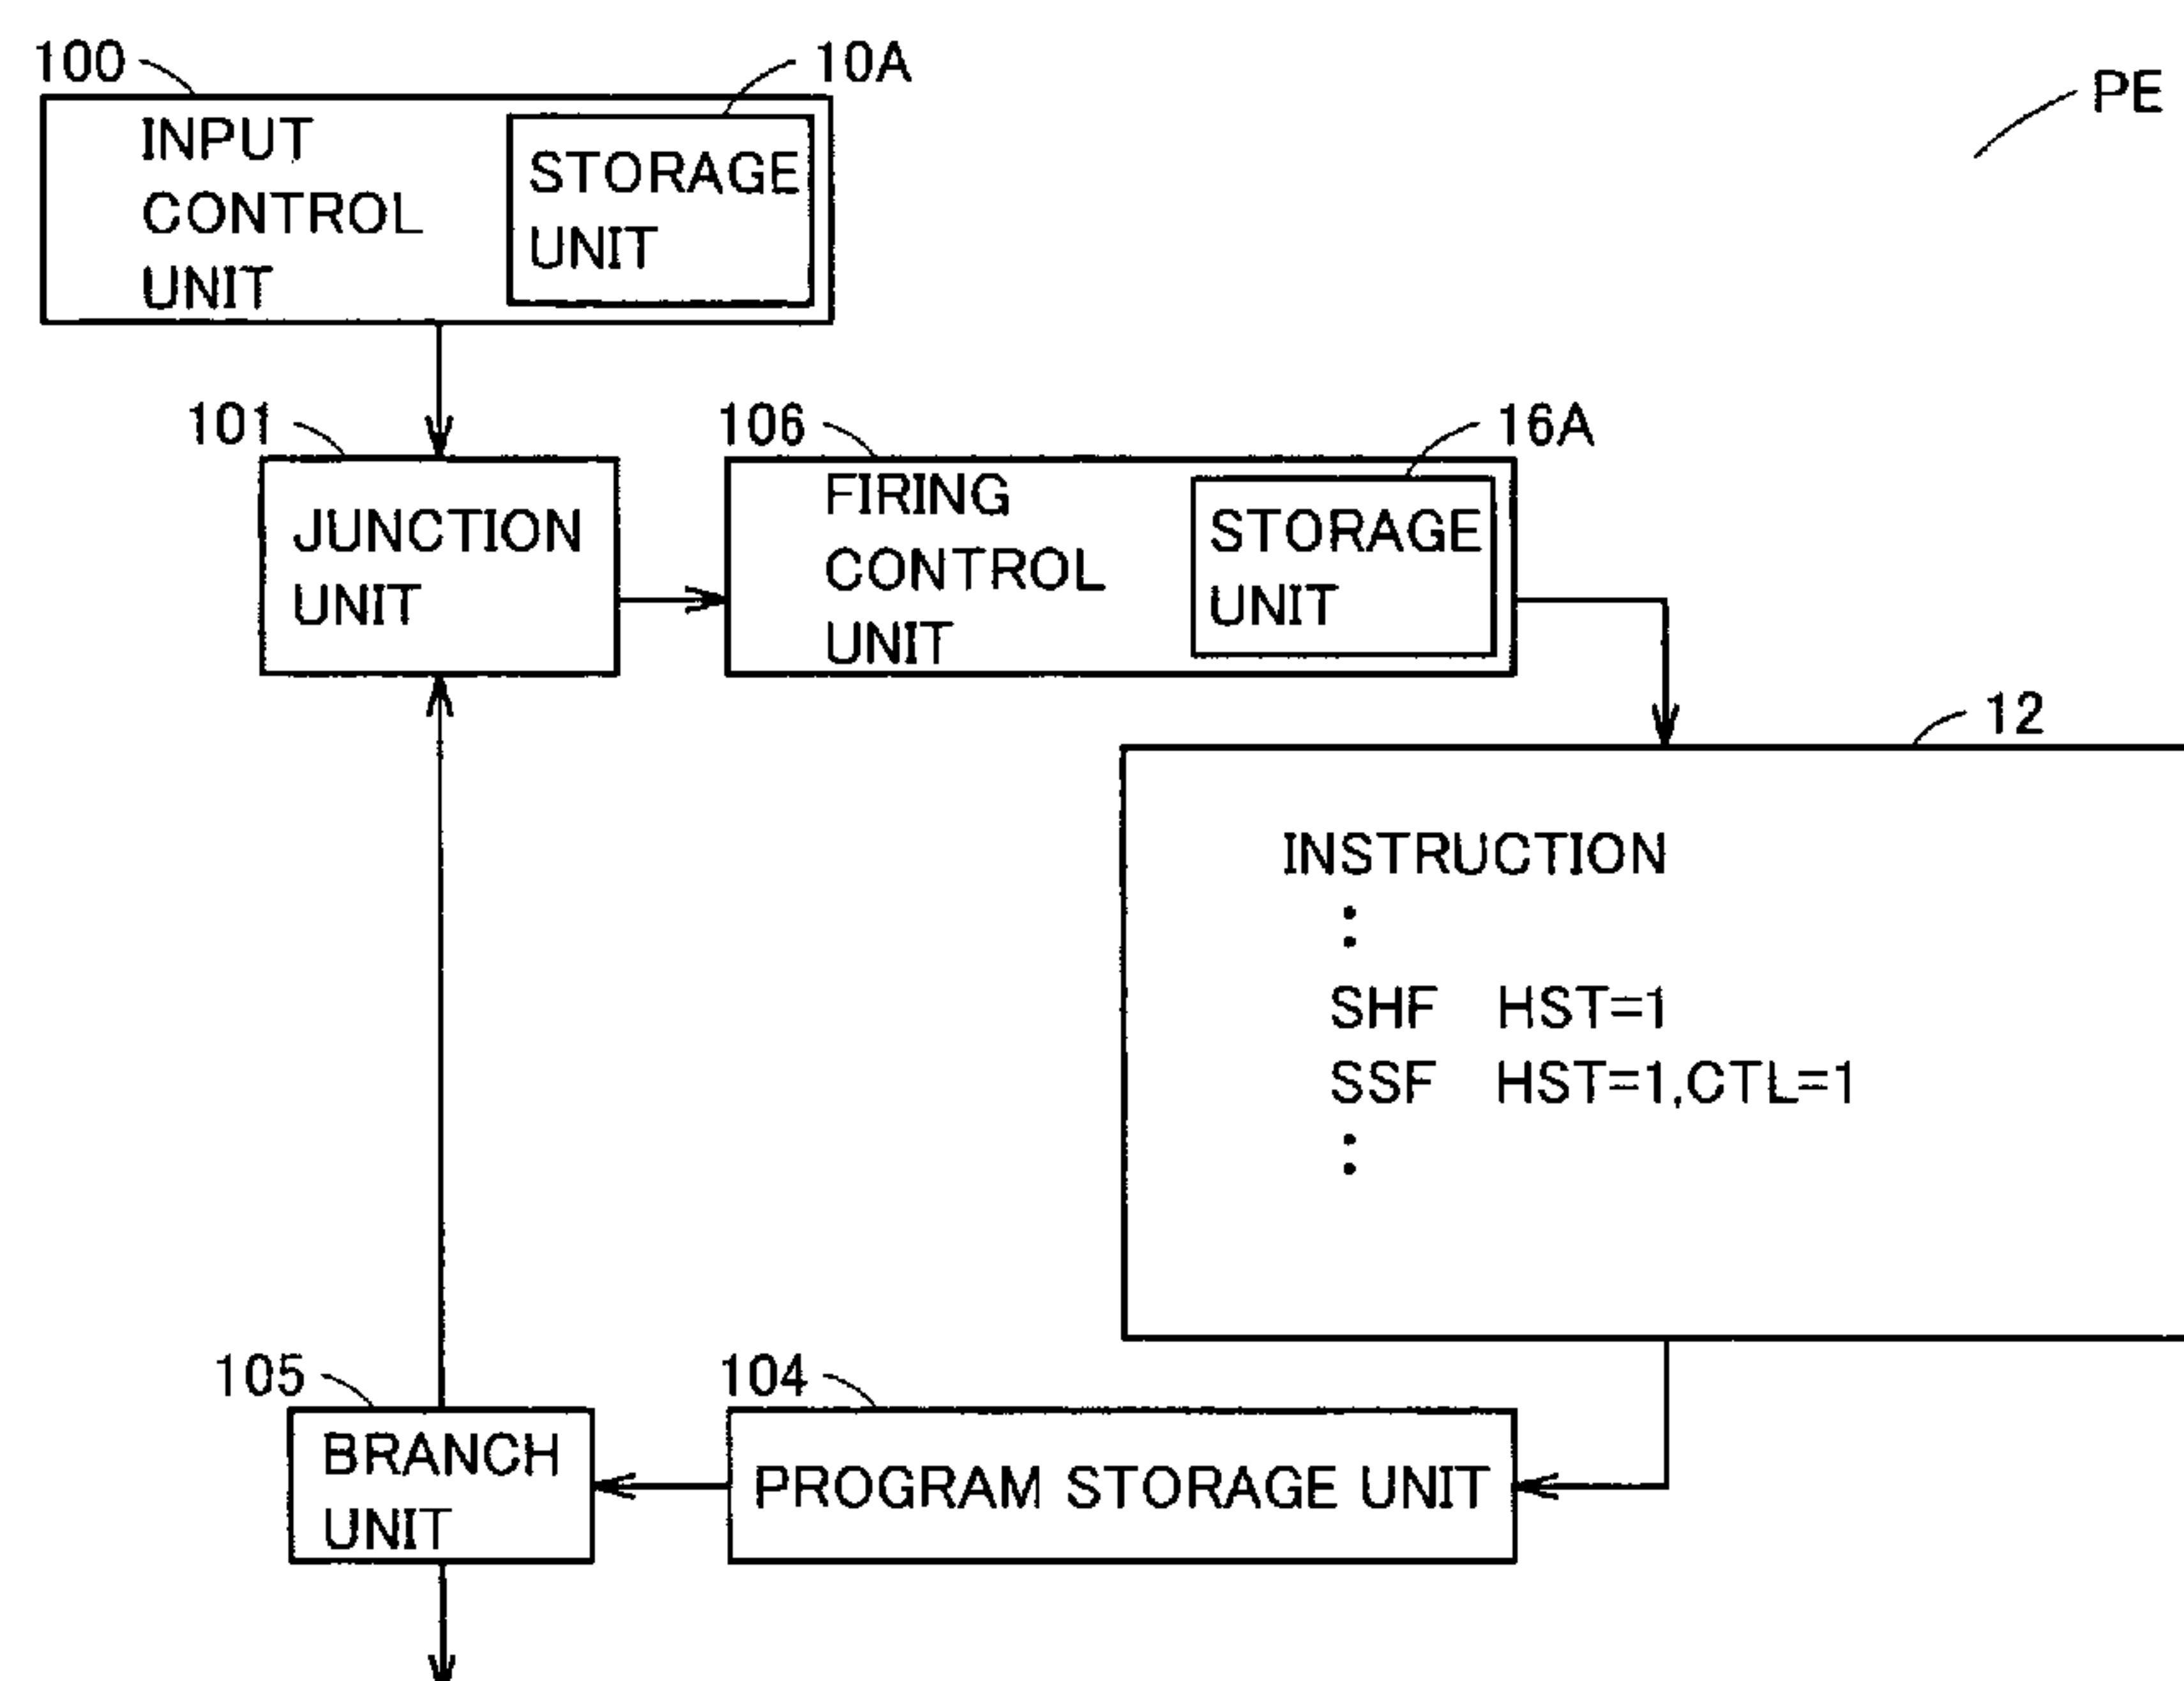 100
10A
PE
INPUT
CONTROL
UNIT
STORAGE
UNIT
101
106
16A
JUNCTION
UNIT
FIRING
CONTROL
UNIT
STORAGE
UNIT
12
INSTRUCTION
SHF HST=1
SSF HST=1,CTL=1
105
104
BRANCH
UNIT
PROGRAM STORAGE UNIT